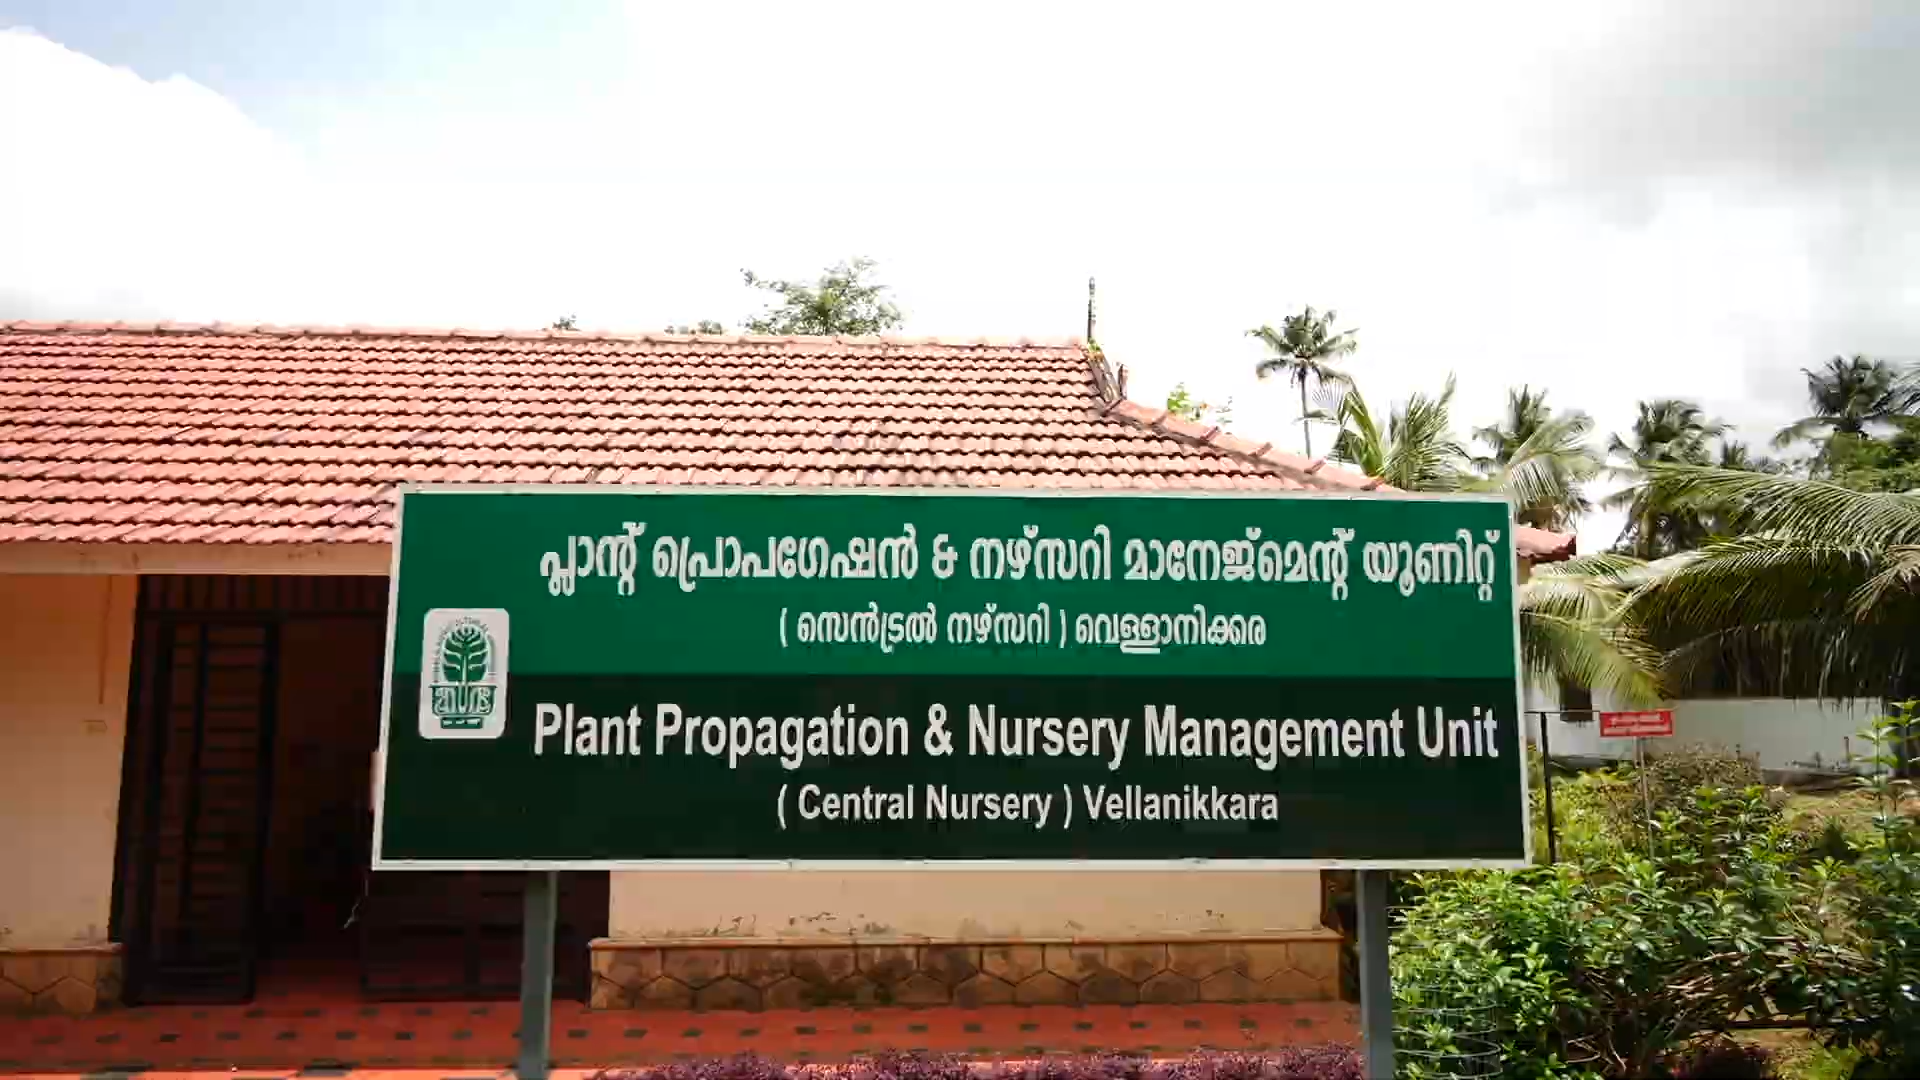 പ്ലാന്റ് പ്രൊപഗേഷൻ & നഴ്സറി മാനേജ്മെന്റ് യൂണിറ്റ്
( സെൻട്രൽ നഴ്സറി ) വെള്ളാനിക്കര
Plant Propagation & Nursery Management Unit
( Central Nursery ) Vellanikkara